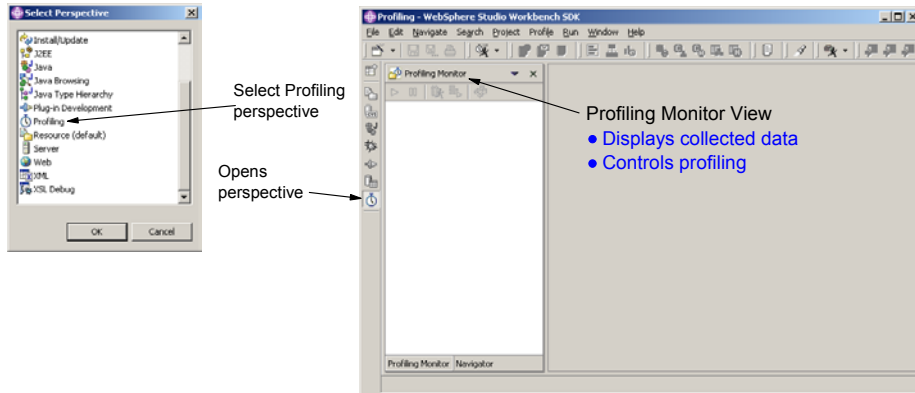 Select Perspective
Install/Update
J2EE
Java
Java Browsing
Java Type Hierarchy
Plug-in Development
Profiling
Resource (default)
Server
Web
XML
XSL Debug
OK Cancel
Select Profiling
perspective
Opens
perspective
Profiling - WebSphere Studio Workbench SDK
File Edit Navigate Search Project Profile Run Window Help
Profiling Monitor
Profiling Monitor View
● Displays collected data
● Controls profiling
Profiling Monitor Navigator